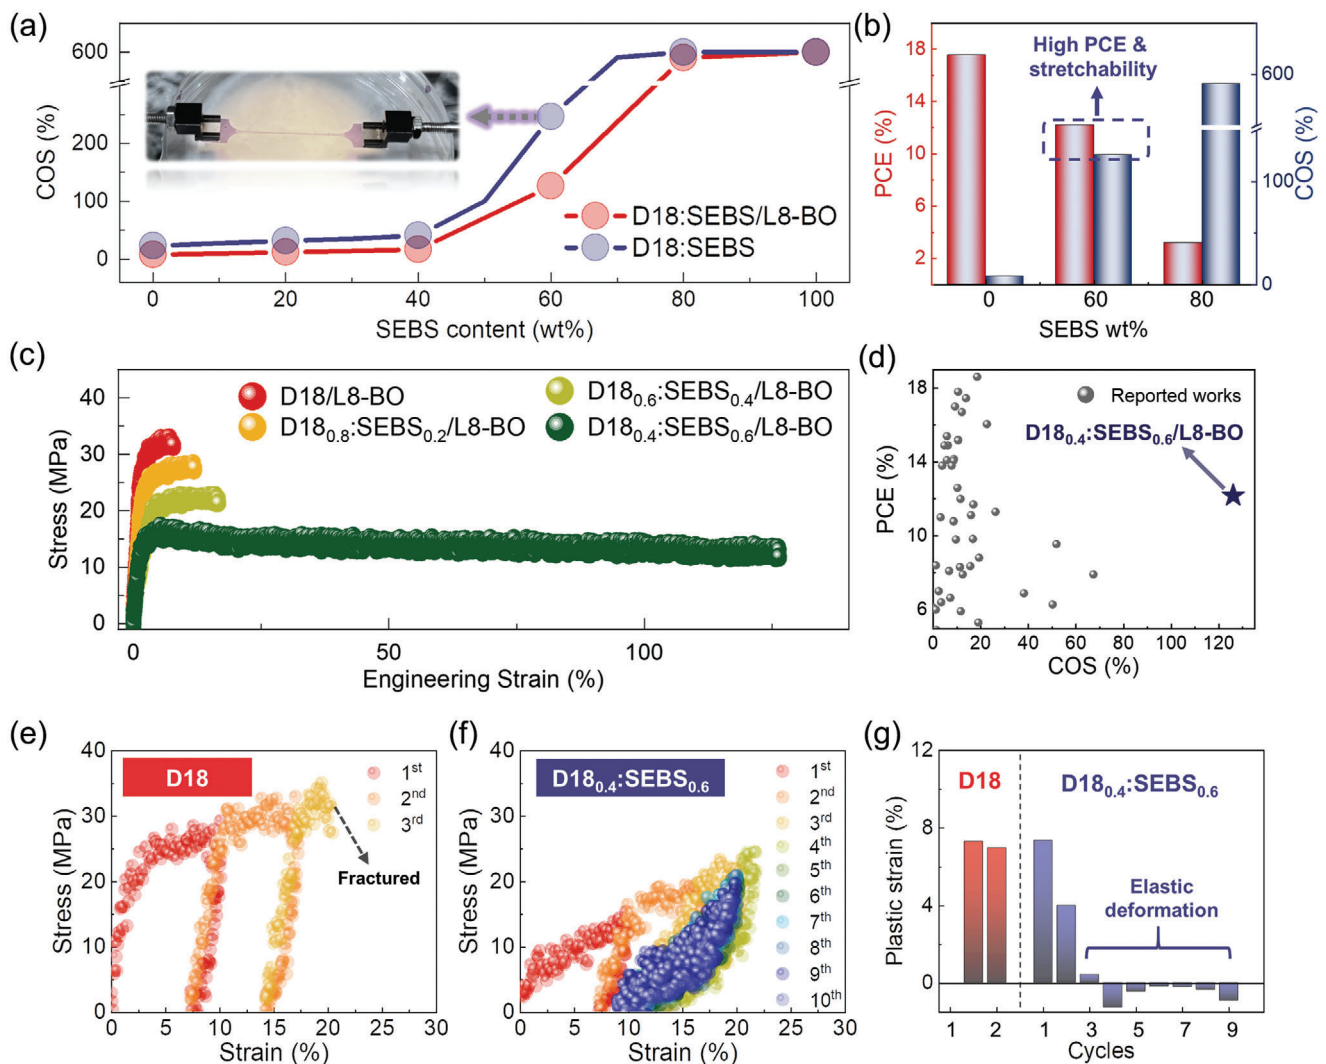 (a)
600
200
100
0
COS (%)
0 20 40 60 80 100
SEBS content (wt%)
D18:SEBS/L8-BO
D18:SEBS
(b)
18
14
10
6
2
PCE (%)
High PCE &
stretchability
600
100
0
COS (%)
0 60 80
SEBS wt%
(c)
40
30
20
10
0
Stress (MPa)
D18/L8-BO
D18₀.₈:SEBS₀.₂/L8-BO
D18₀.₆:SEBS₀.₄/L8-BO
D18₀.₄:SEBS₀.₆/L8-BO
0 50 100
Engineering Strain (%)
(d)
18
14
10
6
PCE (%)
Reported works
D18₀.₄:SEBS₀.₆/L8-BO
0 20 40 60 80 100 120
COS (%)
(e)
40
30
20
10
0
Stress (MPa)
D18
1st
2nd
3rd
Fractured
0 5 10 15 20 25 30
Strain (%)
(f)
40
30
20
10
0
Stress (MPa)
D18₀.₄:SEBS₀.₆
1st
2nd
3rd
4th
5th
6th
7th
8th
9th
10th
0 5 10 15 20 25 30
Strain (%)
(g)
12
8
4
0
Plastic strain (%)
D18
D18₀.₄:SEBS₀.₆
Elastic
deformation
1 2 1 3 5 7 9
Cycles